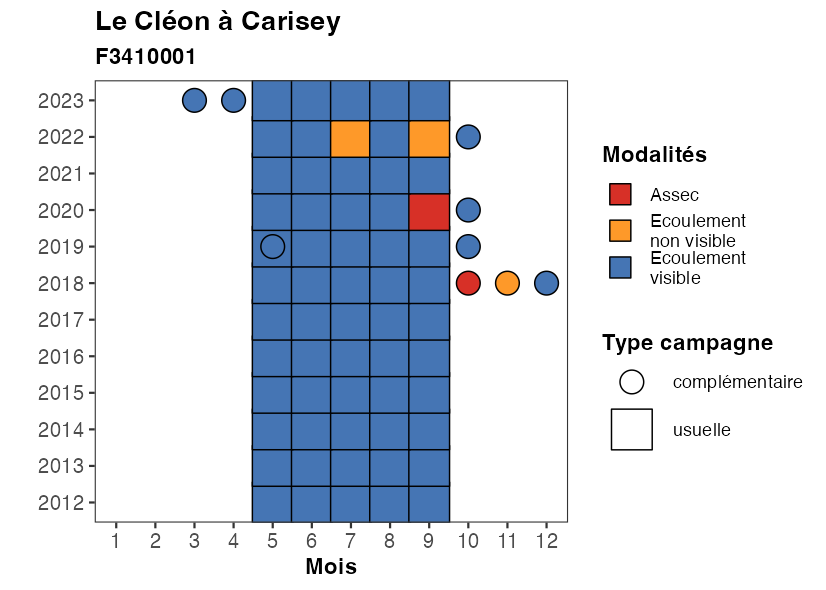 Le Cléon à Carisey
F3410001
2023
2022
2021
2020
2019
2018
2017
2016
2015
2014
2013
2012
1 2 3 4 5 6 7 8 9 10 11 12
Mois
Modalités
Assec
Ecoulement
non visible
Ecoulement
visible
Type campagne
complémentaire
usuelle